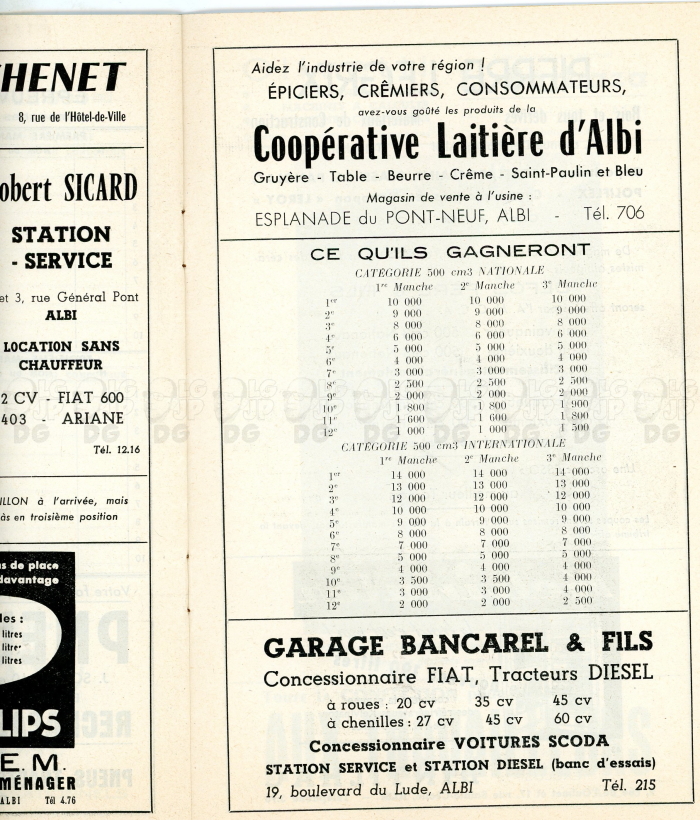 HENET
8, rue de l'Hôtel-de-Ville
obert SICARD
STATION
- SERVICE
et 3, rue Général Pont
ALBI
LOCATION SANS
CHAUFFEUR
2 CV - FIAT 600
403 - ARIANE
Tél. 12.16
ILLON à l'arrivée, mais
às en troisième position
s de place
davantage
les :
litres
litres
litres
LIPS
E.M.
MÉNAGER
ALBI Tél 4.76
Aidez l'industrie de votre région !
ÉPICIERS, CRÊMIERS, CONSOMMATEURS,
avez-vous goûté les produits de la
Coopérative Laitière d'Albi
Gruyère - Table - Beurre - Crême - Saint-Paulin et Bleu
Magasin de vente à l'usine :
ESPLANADE du PONT-NEUF, ALBI - Tél. 706
CE QU'ILS GAGNERONT
CATÉGORIE 500 cm3 NATIONALE
1re Manche 2e Manche 3e Manche
1er 10 000 10 000 10 000
2e 9 000 9 000 9 000
3e 8 000 8 000 8 000
4e 6 000 6 000 6 000
5e 5 000 5 000 5 000
6e 4 000 4 000 4 000
7e 3 000 3 000 3 000
8e 2 500 2 500 2 500
9e 2 000 2 000 2 000
10e 1 800 1 800 1 900
11e 1 600 1 600 1 800
12e 1 000 1 000 1 500
CATÉGORIE 500 cm3 INTERNATIONALE
1re Manche 2e Manche 3e Manche
1er 14 000 14 000 14 000
2e 13 000 13 000 13 000
3e 12 000 12 000 12 000
4e 10 000 10 000 10 000
5e 9 000 9 000 9 000
6e 8 000 8 000 8 000
7e 7 000 7 000 7 000
8e 5 000 5 000 5 000
9e 4 000 4 000 4 000
10e 3 500 3 500 4 000
11e 3 000 3 000 4 000
12e 2 000 2 000 2 500
GARAGE BANCAREL & FILS
Concessionnaire FIAT, Tracteurs DIESEL
à roues : 20 cv 35 cv 45 cv
à chenilles : 27 cv 45 cv 60 cv
Concessionnaire VOITURES SCODA
STATION SERVICE et STATION DIESEL (banc d'essais)
19, boulevard du Lude, ALBI Tél. 215